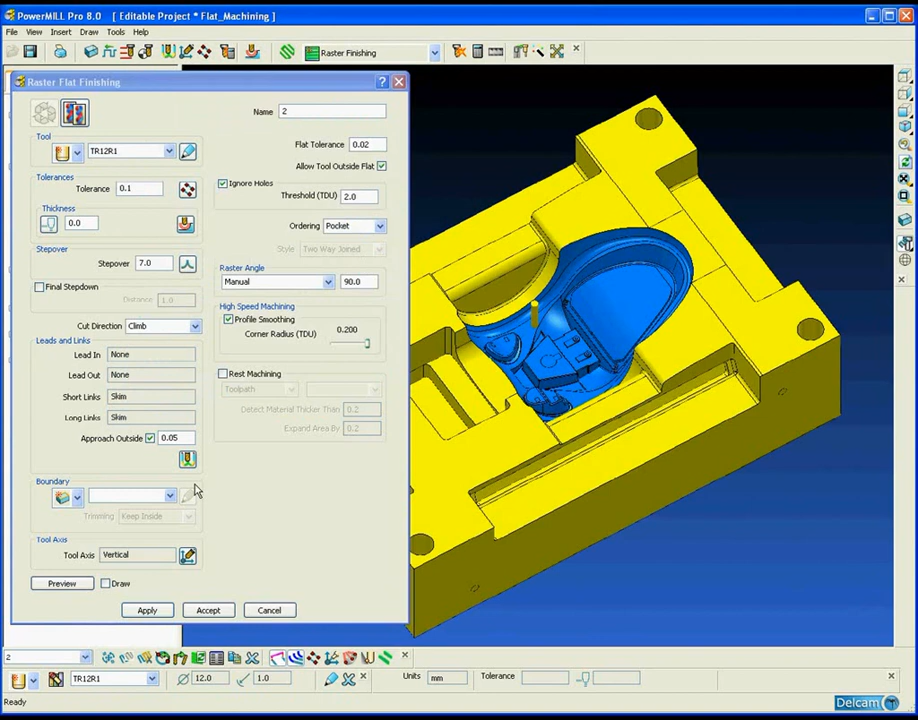 PowerMILL Pro 8.0 [ Editable Project * Flat_Machining ]
File View Insert Draw Tools Help
Raster Finishing
Raster Flat Finishing
Name 2
Tool
TR12R1
Flat Tolerance 0.02
Allow Tool Outside Flat
Tolerances
Tolerance 0.1
Ignore Holes
Threshold (TDU) 2.0
Thickness
0.0
Ordering Pocket
Style Two Way Joined
Stepover
Stepover 7.0
Raster Angle
Manual 90.0
Final Stepdown
Distance 1.0
High Speed Machining
Profile Smoothing
Corner Radius (TDU) 0.200
Cut Direction Climb
Leads and Links
Lead In None
Lead Out None
Short Links Skim
Long Links Skim
Approach Outside 0.05
Rest Machining
Toolpath
Detect Material Thicker Than 0.2
Expand Area By 0.2
Boundary
Trimming Keep Inside
Tool Axis
Tool Axis Vertical
Preview Draw
Apply Accept Cancel
2
TR12R1 12.0 1.0 Units mm Tolerance
Ready
Delcam